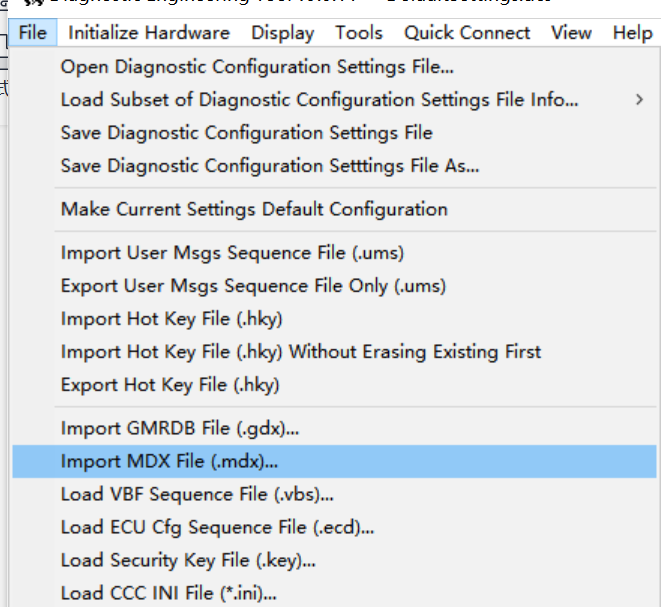 File Initialize Hardware Display Tools Quick Connect View Help
Open Diagnostic Configuration Settings File...
Load Subset of Diagnostic Configuration Settings File Info...
Save Diagnostic Configuration Settings File
Save Diagnostic Configuration Setttings File As...
Make Current Settings Default Configuration
Import User Msgs Sequence File (.ums)
Export User Msgs Sequence File Only (.ums)
Import Hot Key File (.hky)
Import Hot Key File (.hky) Without Erasing Existing First
Export Hot Key File (.hky)
Import GMRDB File (.gdx)...
Import MDX File (.mdx)...
Load VBF Sequence File (.vbs)...
Load ECU Cfg Sequence File (.ecd)...
Load Security Key File (.key)...
Load CCC INI File (*.ini)...